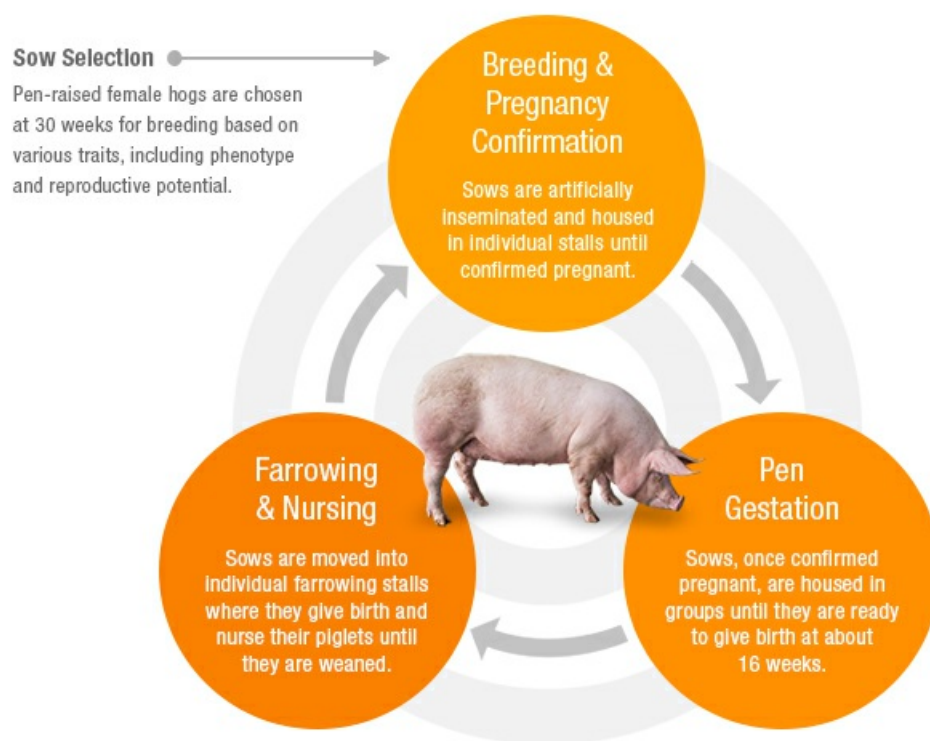 Sow Selection
Pen-raised female hogs are chosen
at 30 weeks for breeding based on
various traits, including phenotype
and reproductive potential.
Breeding &
Pregnancy
Confirmation
Sows are artificially
inseminated and housed
in individual stalls until
confirmed pregnant.
Pen
Gestation
Sows, once confirmed
pregnant, are housed in
groups until they are ready
to give birth at about
16 weeks.
Farrowing
& Nursing
Sows are moved into
individual farrowing stalls
where they give birth and
nurse their piglets until
they are weaned.